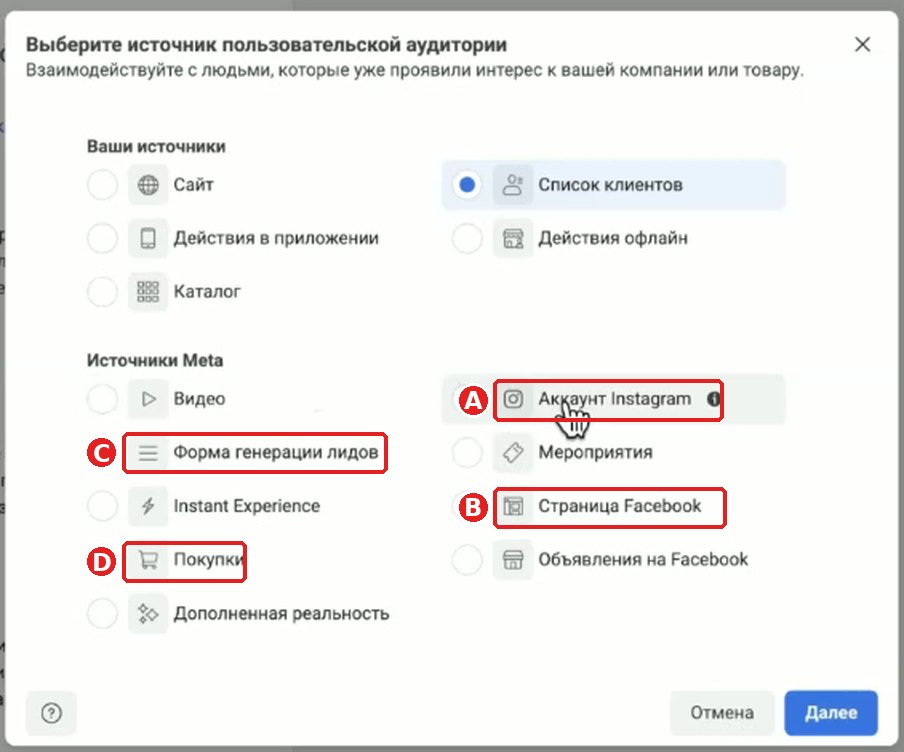 Выберите источник пользовательской аудитории
Взаимодействуйте с людьми, которые уже проявили интерес к вашей компании или товару.
Ваши источники
Сайт
Список клиентов
Действия в приложении
Действия офлайн
Каталог
Источники Meta
Видео
A Аккаунт Instagram
C Форма генерации лидов
Мероприятия
Instant Experience
B Страница Facebook
D Покупки
Объявления на Facebook
Дополненная реальность
Отмена
Далее